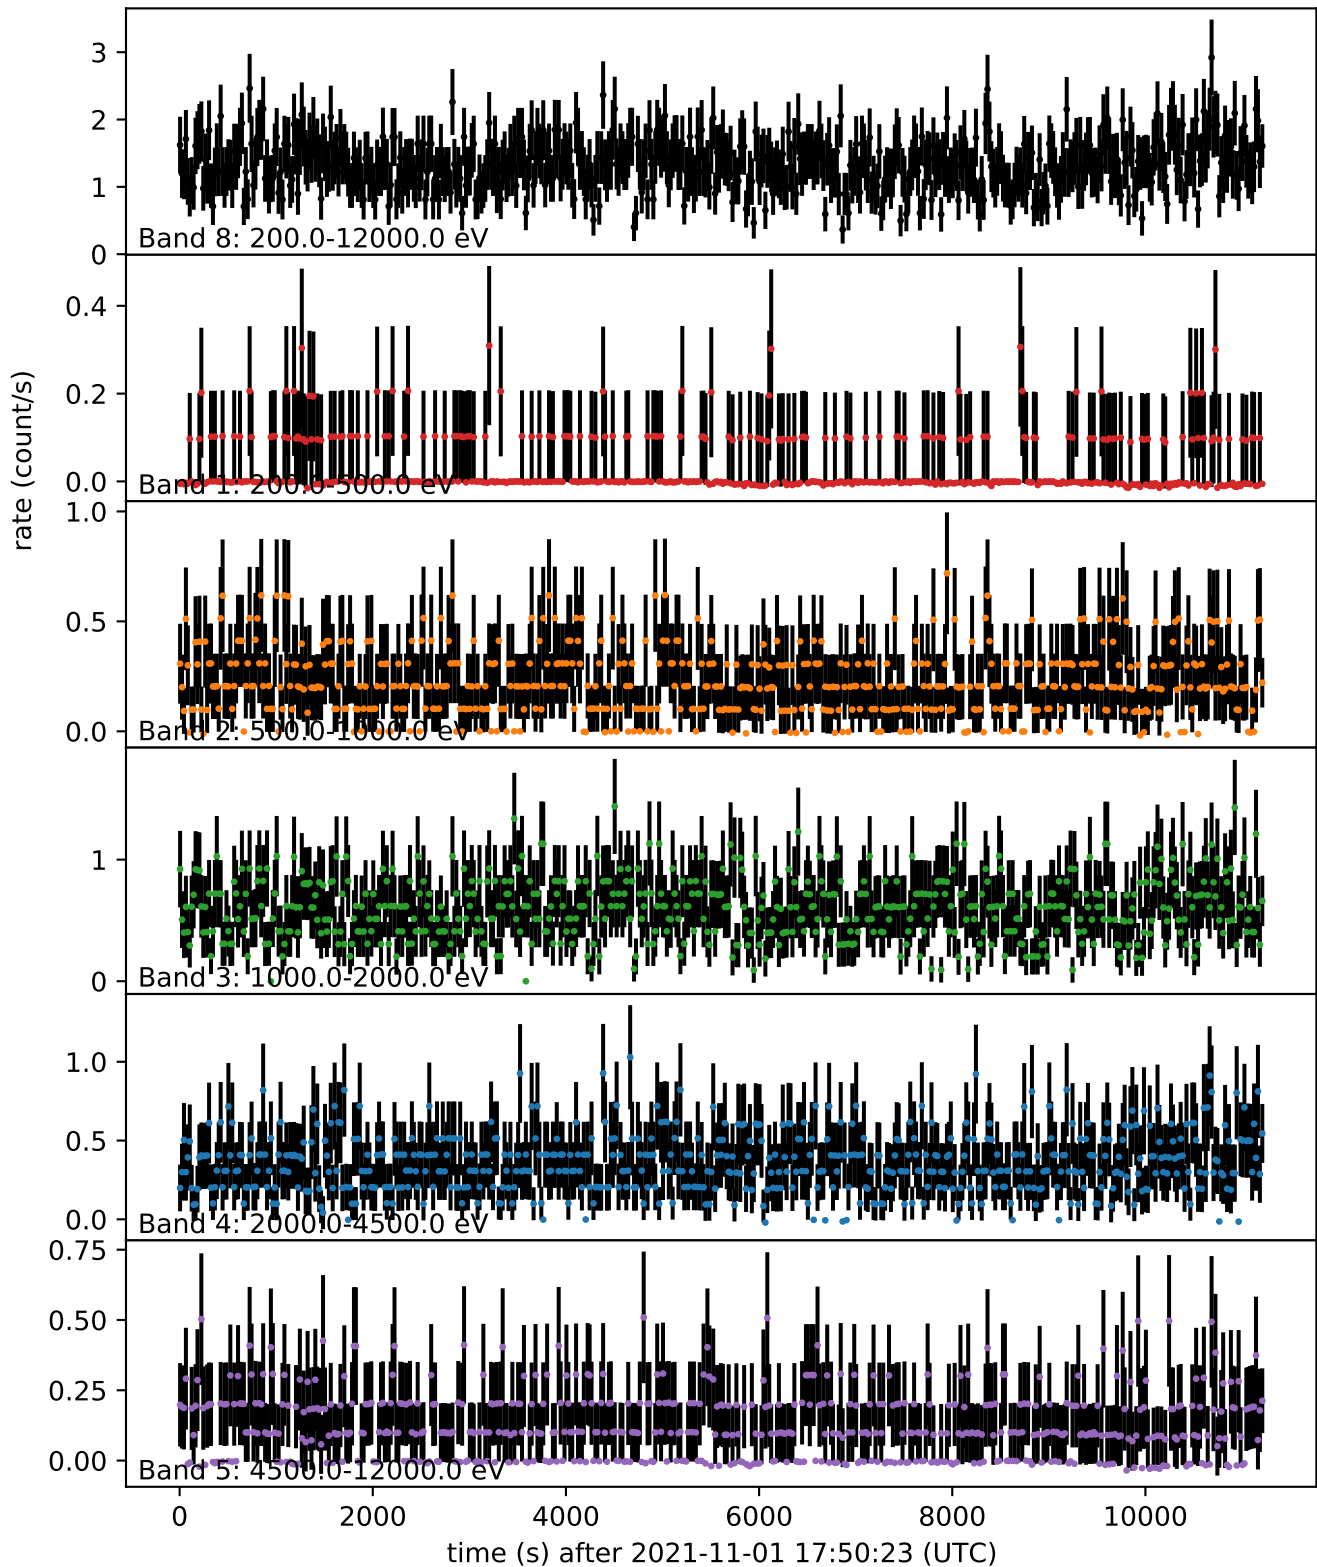 3
2
1
0
Band 8: 200.0-12000.0 eV
0.4
0.2
0.0
Band 1: 200.0-500.0 eV
rate (count/s)
1.0
0.5
0.0
Band 2: 500.0-1000.0 eV
1
0
Band 3: 1000.0-2000.0 eV
1.0
0.5
0.0
Band 4: 2000.0-4500.0 eV
0.75
0.50
0.25
0.00
Band 5: 4500.0-12000.0 eV
0 2000 4000 6000 8000 10000
time (s) after 2021-11-01 17:50:23 (UTC)